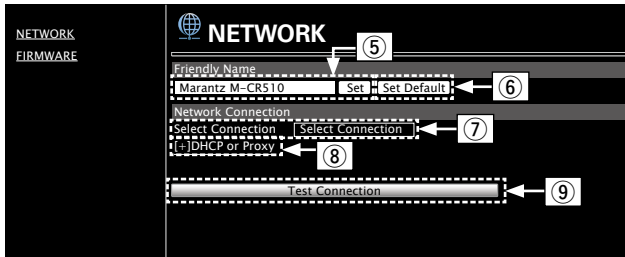 NETWORK
FIRMWARE
NETWORK
⑤
Friendly Name
Marantz M-CR510 Set Set Default ⑥
Network Connection
Select Connection Select Connection ⑦
[+]DHCP or Proxy ⑧
Test Connection ⑨